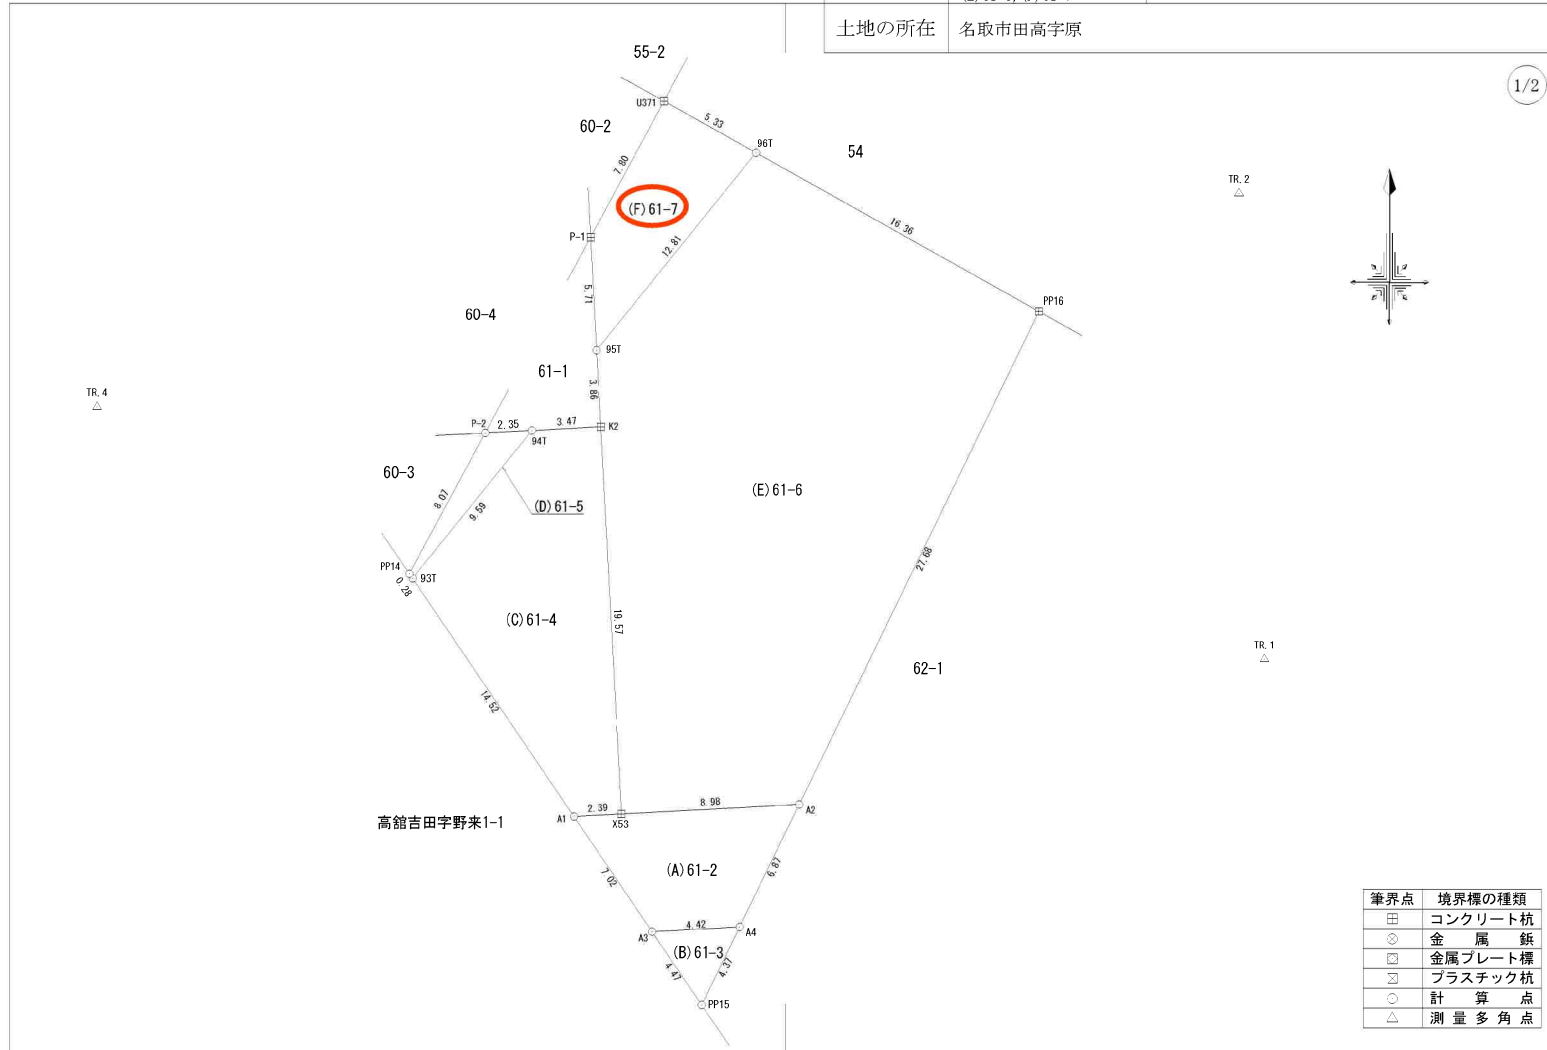 土地の所在 名取市田高字原
1/2
55-2
U371
5.33
60-2
96T
54
7.80
TR.2
(F)61-7
16.36
P-1
12.81
5.71
PP16
60-4
95T
61-1
3.86
TR.4
P-2 2.35 3.47 K2
94T
60-3
(E)61-6
8.07
9.59
(D)61-5
27.68
PP14
93T
0.28
(C)61-4
19.57
TR.1
62-1
14.52
2.39 8.98 A2
高舘吉田字野来1-1
A1
X53
(A)61-2
6.87
7.02
4.42 A4
A3
(B)61-3
4.47
4.37
PP15
筆界点 境界標の種類
コンクリート杭
金属鋲
金属プレート標
プラスチック杭
計算点
測量多角点